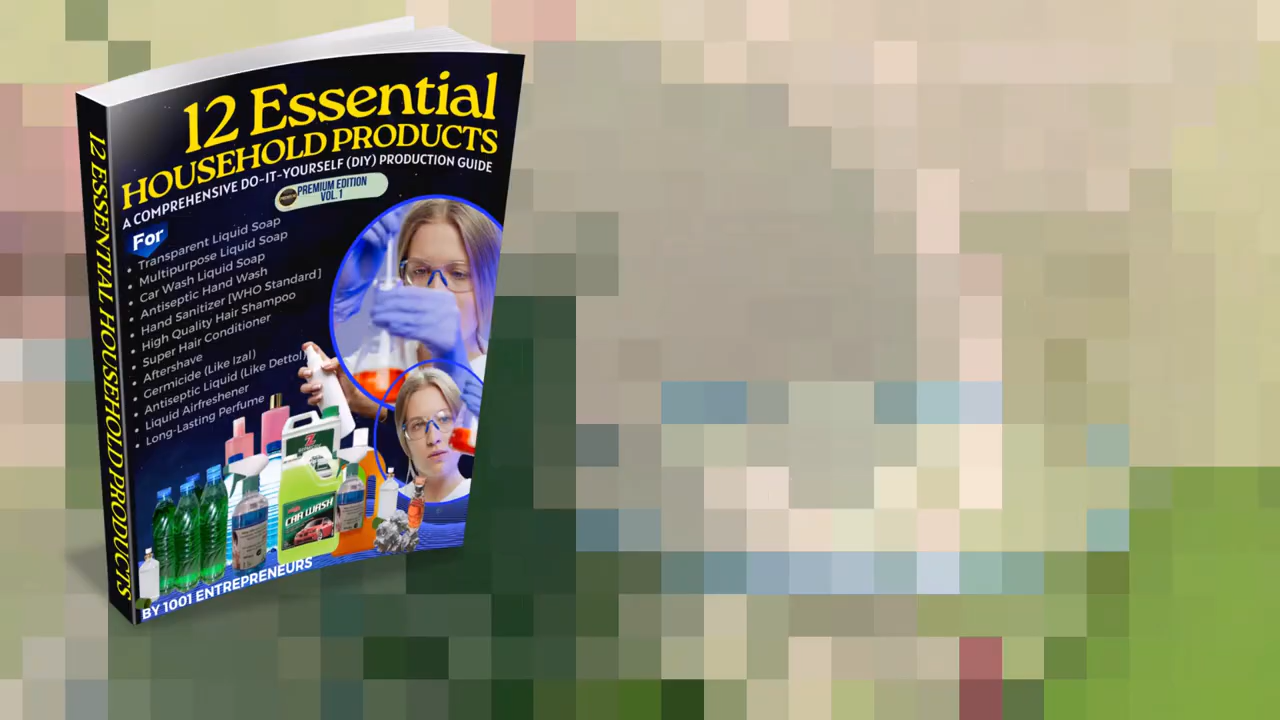 12 Essential
HOUSEHOLD PRODUCTS
A COMPREHENSIVE DO-IT-YOURSELF (DIY) PRODUCTION GUIDE
PREMIUM EDITION
VOL. 1
For
• Transparent Liquid Soap
• Multipurpose Liquid Soap
• Car Wash Liquid Soap
• Antiseptic Hand Wash
• Hand Sanitizer [WHO Standard]
• High Quality Hair Shampoo
• Super Hair Conditioner
• Aftershave
• Germicide (Like Izal)
• Antiseptic Liquid (Like Dettol)
• Liquid Airfreshener
• Long-Lasting Perfume
CAR WASH
BY 1001 ENTREPRENEURS
12 ESSENTIAL HOUSEHOLD PRODUCTS